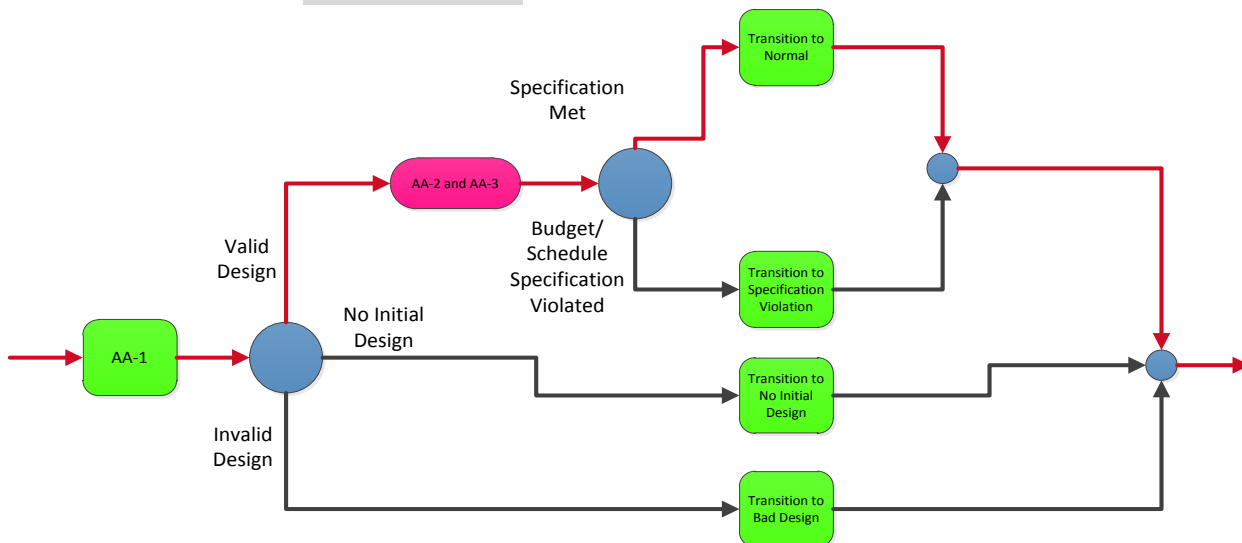 Transition to
Normal
Specification
Met
AA-2 and AA-3
Budget/
Schedule
Specification
Violated
Valid
Design
Transition to
Specification
Violation
No Initial
Design
AA-1
Transition to
No Initial
Design
Invalid
Design
Transition to
Bad Design